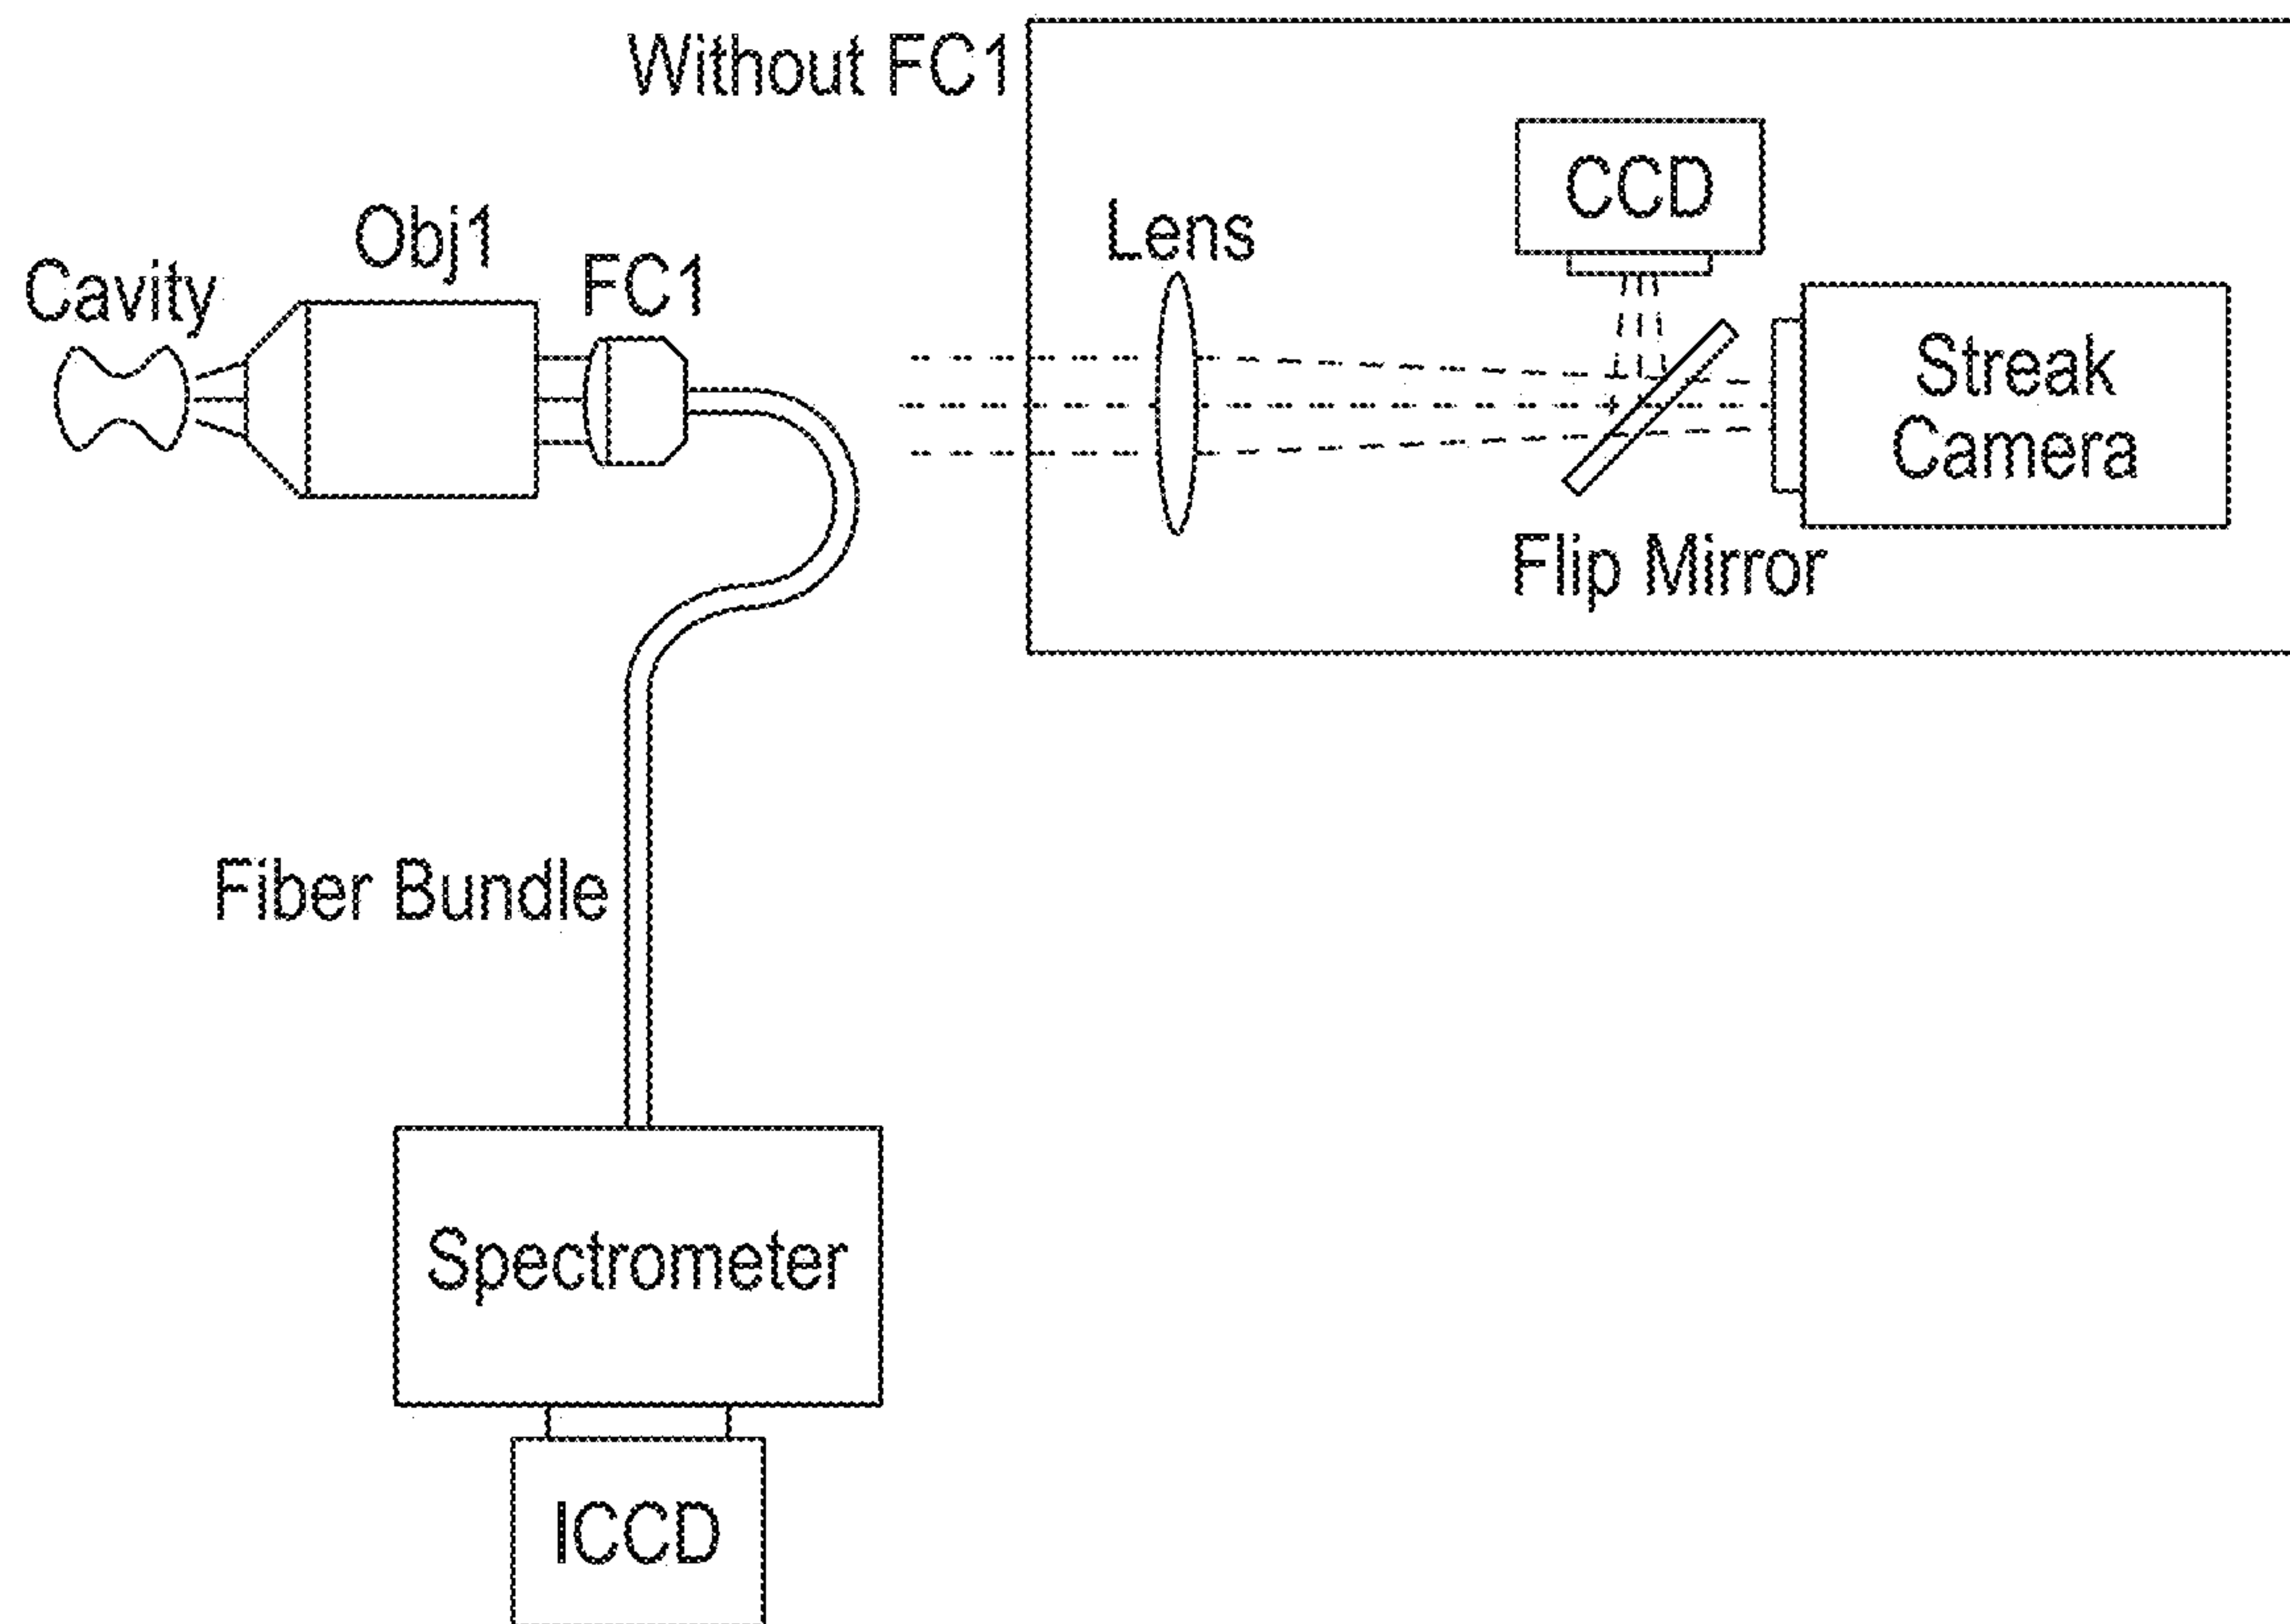 Without FC1
CCD
Obj1
Lens
Cavity
FC1
Streak
Camera
Flip Mirror
Fiber Bundle
Spectrometer
ICCD